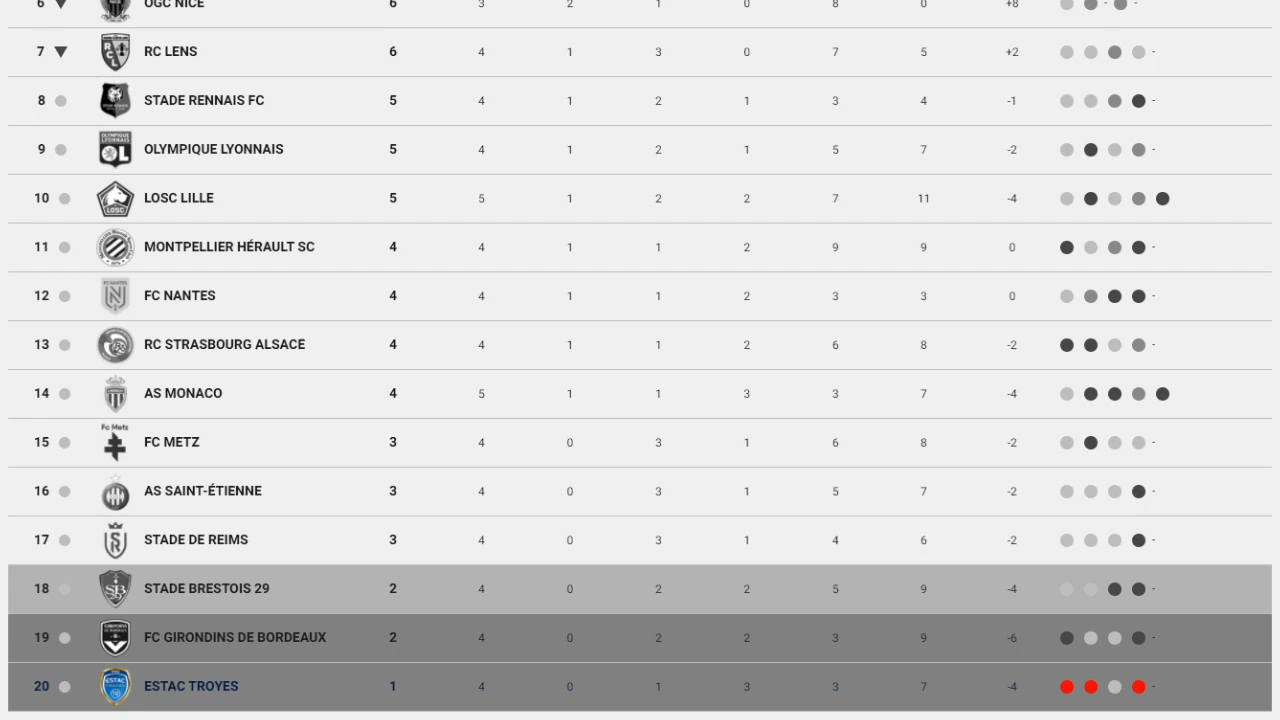 6 OGC NICE 6 3 2 1 0 8 0 +8 - -
7 RC LENS 6 4 1 3 0 7 5 +2 -
8 STADE RENNAIS FC 5 4 1 2 1 3 4 -1 -
9 OLYMPIQUE LYONNAIS 5 4 1 2 1 5 7 -2 -
10 LOSC LILLE 5 5 1 2 2 7 11 -4
11 MONTPELLIER HÉRAULT SC 4 4 1 1 2 9 9 0 -
12 FC NANTES 4 4 1 1 2 3 3 0 -
13 RC STRASBOURG ALSACE 4 4 1 1 2 6 8 -2 -
14 AS MONACO 4 5 1 1 3 3 7 -4
Fc Metz
15 FC METZ 3 4 0 3 1 6 8 -2 -
16 AS SAINT-ÉTIENNE 3 4 0 3 1 5 7 -2 -
17 STADE DE REIMS 3 4 0 3 1 4 6 -2 -
18 STADE BRESTOIS 29 2 4 0 2 2 5 9 -4 -
19 FC GIRONDINS DE BORDEAUX 2 4 0 2 2 3 9 -6 -
20 ESTAC TROYES 1 4 0 1 3 3 7 -4 -